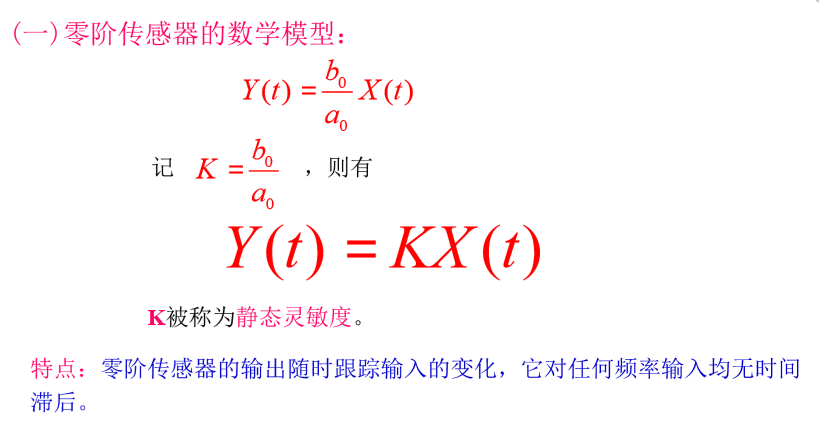 (一)零阶传感器的数学模型：
Y(t) = b₀/a₀ X(t)
记 K = b₀/a₀ ，则有
Y(t) = KX(t)
K被称为静态灵敏度。
特点：零阶传感器的输出随时跟踪输入的变化，它对任何频率输入均无时间
滞后。